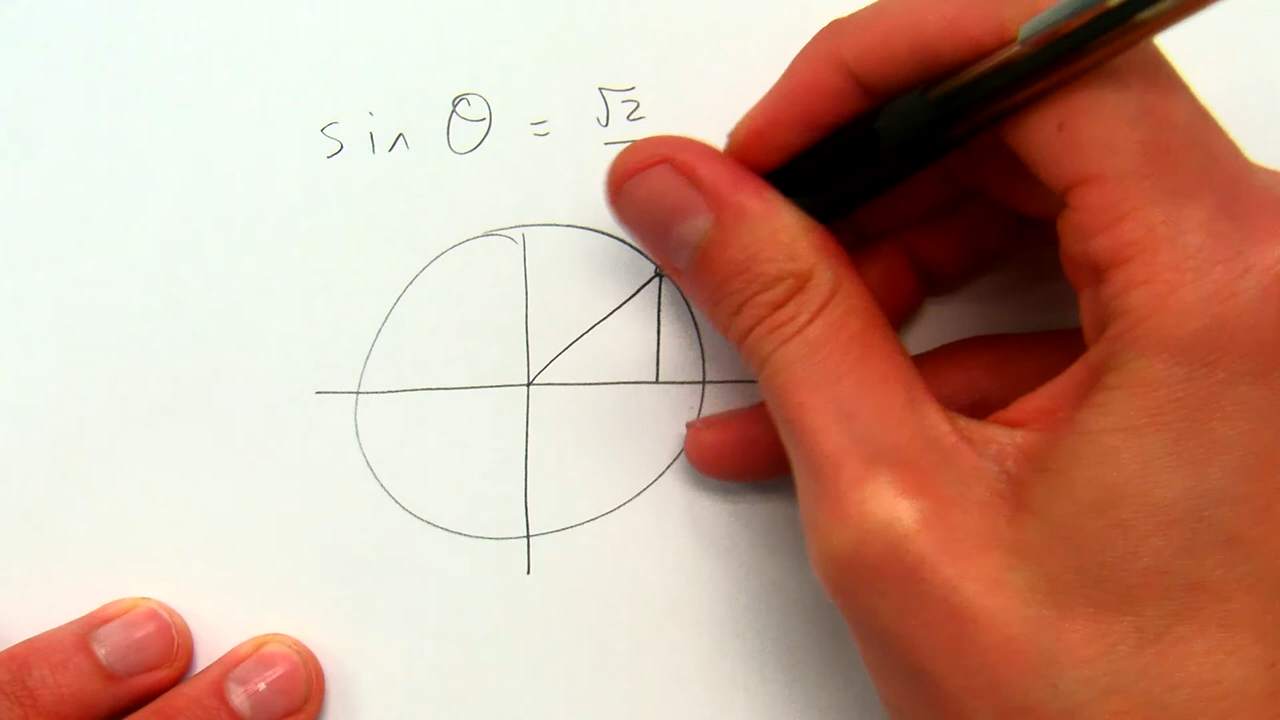 sin θ = √2